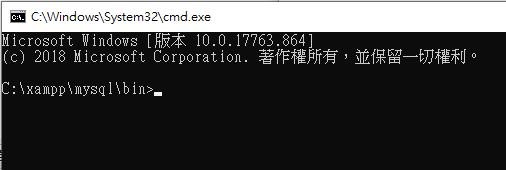 C:\Windows\System32\cmd.exe
Microsoft Windows [版本 10.0.17763.864]
(c) 2018 Microsoft Corporation. 著作權所有，並保留一切權利。
C:\xampp\mysql\bin>